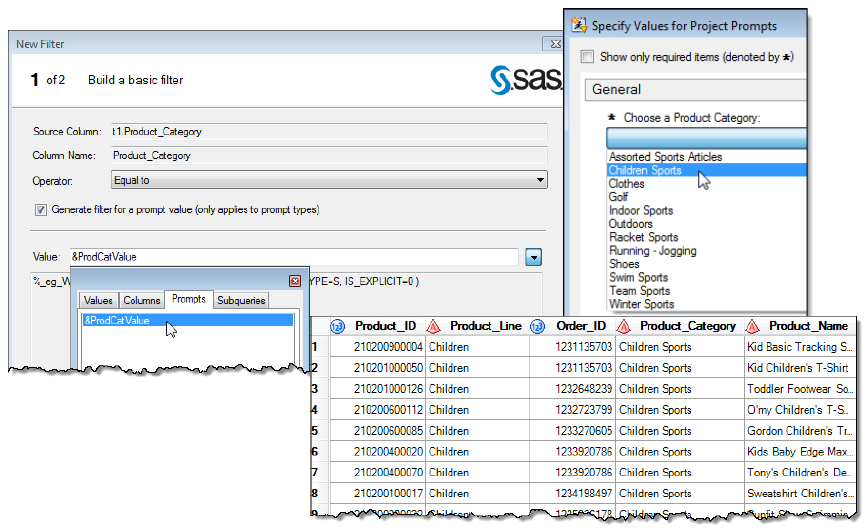 New Filter
1 of 2 Build a basic filter
sas
Source Column: t1.Product_Category
Column Name: Product_Category
Operator: Equal to
Generate filter for a prompt value (only applies to prompt types)
Value: &ProdCatValue
%_eg_W YPE=S, IS_EXPLICIT=0 )
Values Columns Prompts Subqueries
&ProdCatValue
Specify Values for Project Prompts
Show only required items (denoted by *)
General
* Choose a Product Category:
Assorted Sports Articles
Children Sports
Clothes
Golf
Indoor Sports
Outdoors
Racket Sports
Running - Jogging
Shoes
Swim Sports
Team Sports
Winter Sports
Product_ID Product_Line Order_ID Product_Category Product_Name
1 210200900004 Children 1231135703 Children Sports Kid Basic Tracking S...
2 210201000050 Children 1231135703 Children Sports Kid Children's T-Shirt
3 210201000126 Children 1232648239 Children Sports Toddler Footwear So...
4 210200600112 Children 1232723799 Children Sports O'my Children's T-S...
5 210200600085 Children 1233270605 Children Sports Gordon Children's Tr...
6 210200400020 Children 1233920786 Children Sports Kids Baby Edge Max...
7 210200400070 Children 1233920786 Children Sports Tony's Children's De...
8 210200100017 Children 1234198497 Children Sports Sweatshirt Children's...